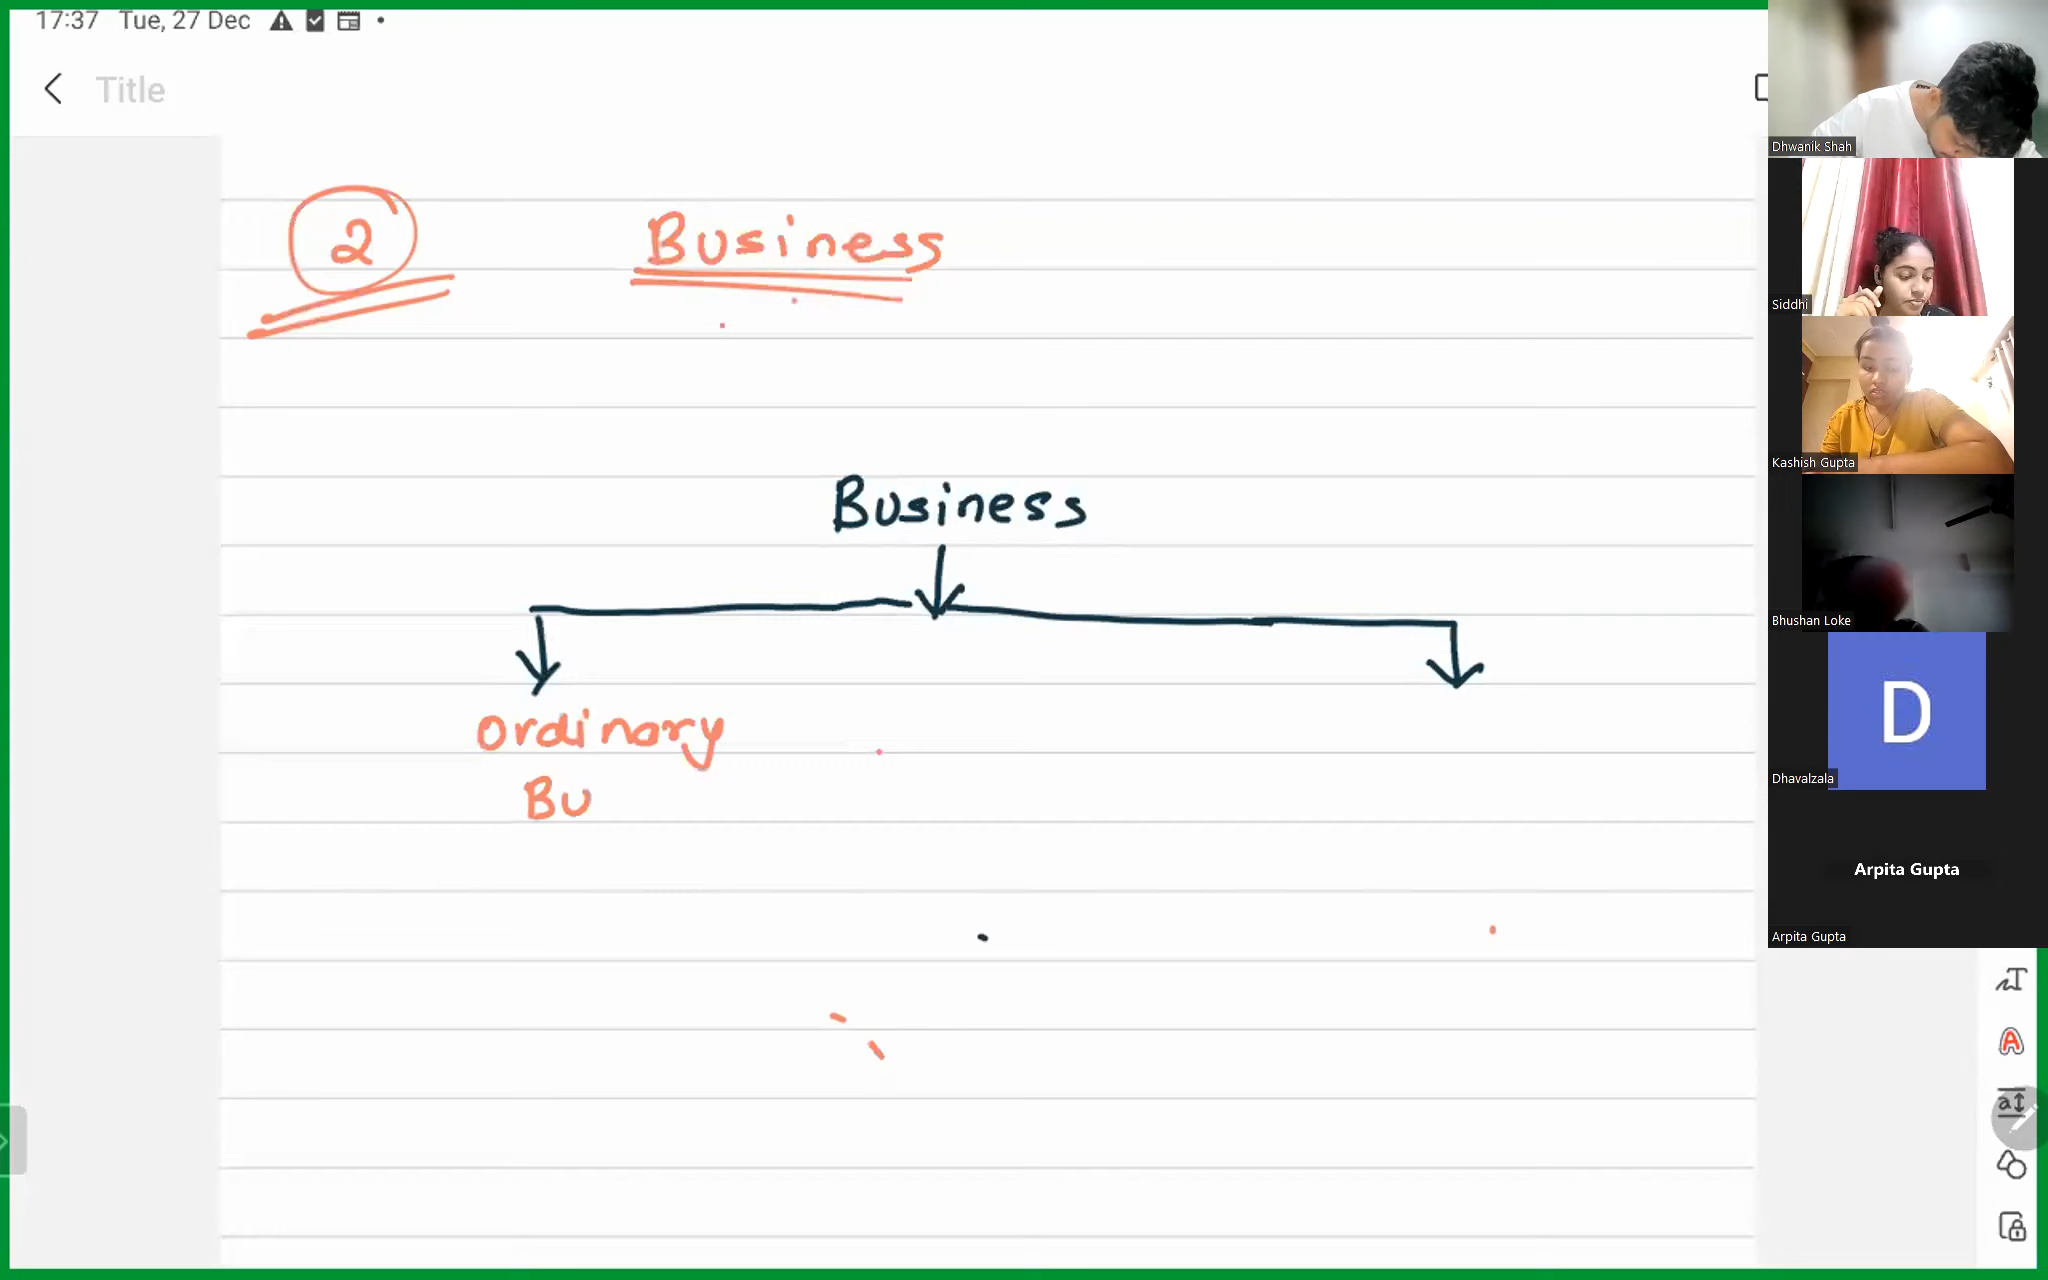 17:37 Tue, 27 Dec
Title
2
Business
Business
Ordinary
Bu
Dhwanik Shah
Siddhi
Kashish Gupta
Bhushan Loke
D
Dhavalzala
Arpita Gupta
Arpita Gupta
T
A
a